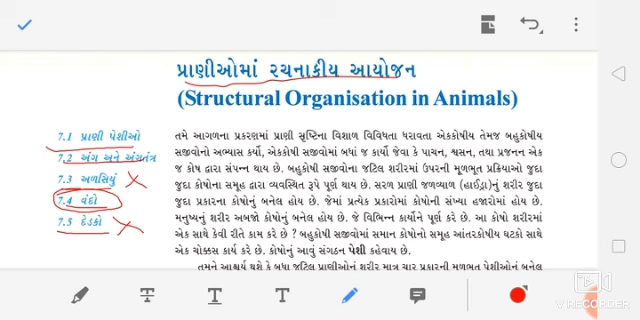 પ્રાણીઓમાં રચનાકીય આયોજન
(Structural Organisation in Animals)
7.1 પ્રાણી પેશીઓ
7.2 અંગ અને અંગતંત્ર
7.3 અળસિયું
7.4 વંદો
7.5 દેડકો
તમે આગળના પ્રકરણમાં પ્રાણી સૃષ્ટિના વિશાળ વિવિધતા ધરાવતા એકકોષીય તેમજ બહુકોષીય
સજીવોનો અભ્યાસ કર્યો, એકકોષી સજીવોમાં બધાં જ કાર્યો જેવા કે પાચન, શ્વસન, તથા પ્રજનન એક
જ કોષ દ્વારા સંપન્ન થાય છે. બહુકોષી સજીવોના જટિલ શરીરમાં ઉપરની મૂળભૂત પ્રક્રિયાઓ જુદા
જુદા કોષોના સમૂહ દ્વારા વ્યવસ્થિત રૂપે પૂર્ણ થાય છે. સરળ પ્રાણી જળવ્યાળ (હાઈડ્રા)નું શરીર જુદા
જુદા પ્રકારના કોષોનું બનેલ હોય છે. જેમાં પ્રત્યેક પ્રકારોમાં કોષોની સંખ્યા હજારોમાં હોય છે.
મનુષ્યનું શરીર અબજો કોષોનું બનેલ હોય છે. જે વિભિન્ન કાર્યોને પૂર્ણ કરે છે. આ કોષો શરીરમાં
એક સાથે કેવી રીતે કામ કરે છે ? બહુકોષી સજીવોમાં સમાન કોષોનો સમૂહ આંતરકોષીય ઘટકો સાથે
એક ચોક્કસ કાર્ય કરે છે. કોષોનું આવું સંગઠન પેશી કહેવાય છે.
તમને આશ્ચર્ય થશે કે બધા જટિલ પ્રાણીઓનું શરીર માત્ર ચાર પ્રકારની મૂળભૂત પેશીઓનું બનેલ
RECORDER